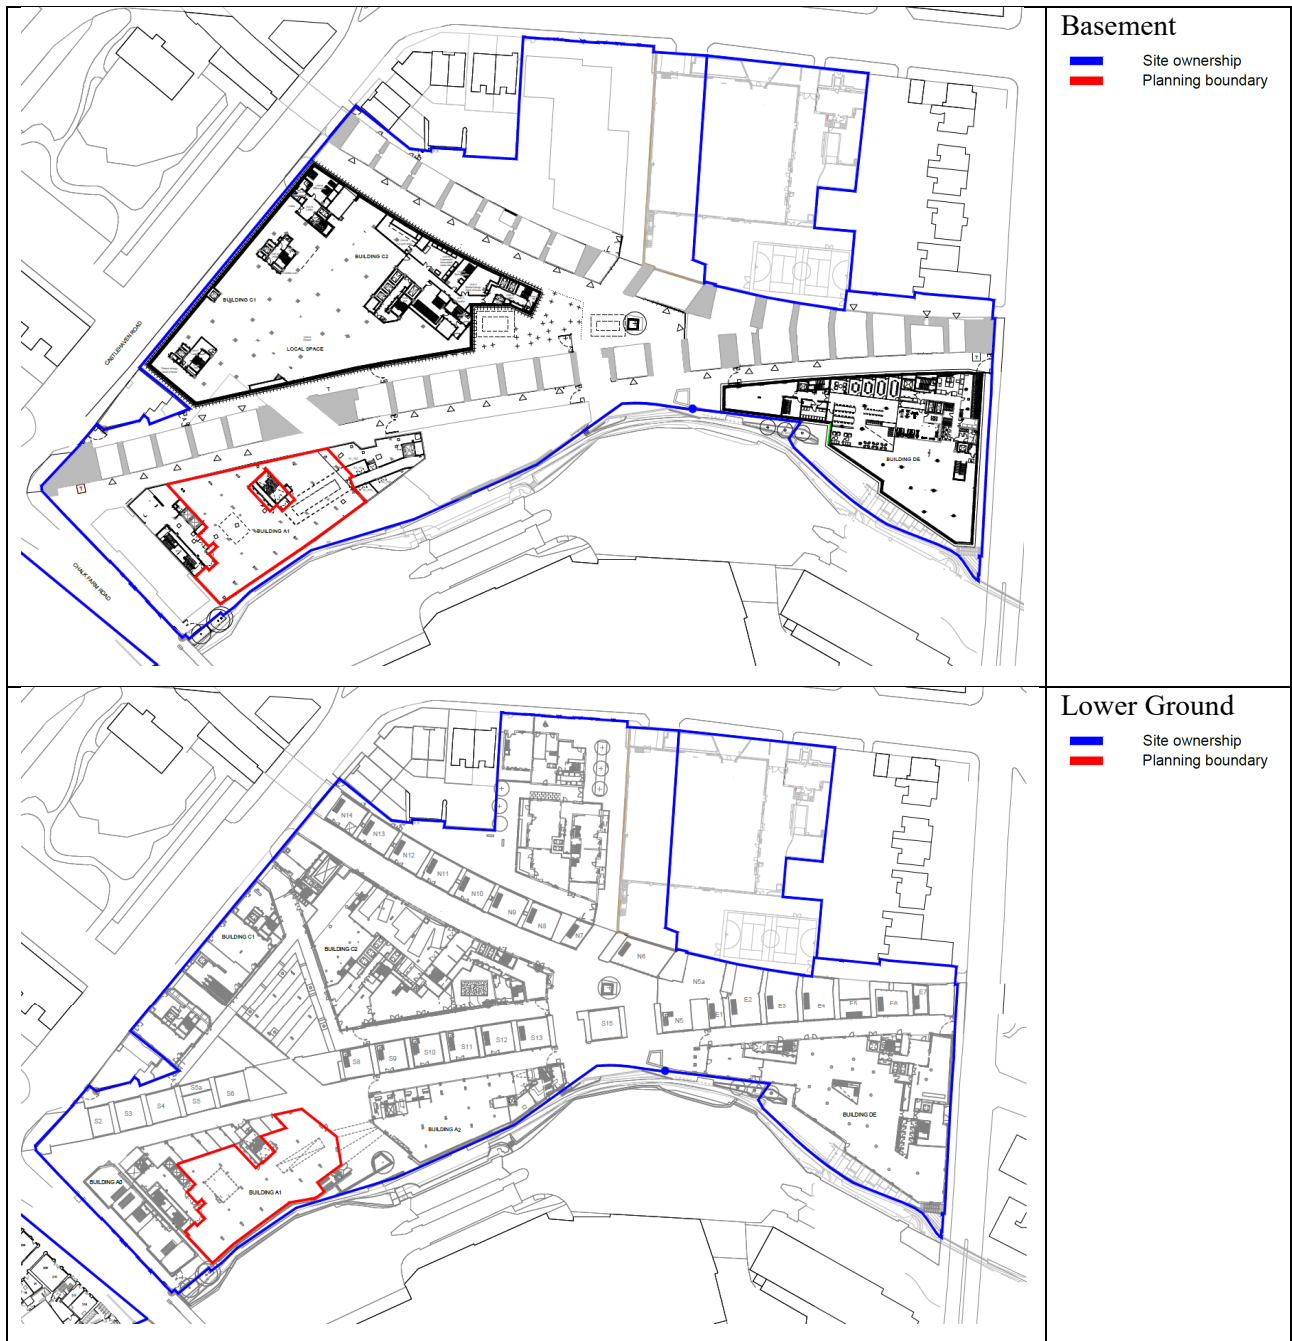 Basement
Site ownership
Planning boundary
BUILDING C2
BUILDING C1
CASTLEHAVEN ROAD
LOCAL SPACE
T
T
BUILDING DE
T
BUILDING A1
CHALK FARM ROAD
Lower Ground
Site ownership
Planning boundary
N14
N13
N12
N11
N10
N9
N8
N7
BUILDING C1
BUILDING C2
N6
N5a
E7
E2
E3
E4
E5
E6
N5
E1
S15
S13
S12
S11
S10
S9
S8
S5a
S6
S5
S4
S3
S2
BUILDING DE
BUILDING A2
BUILDING A0
BUILDING A1